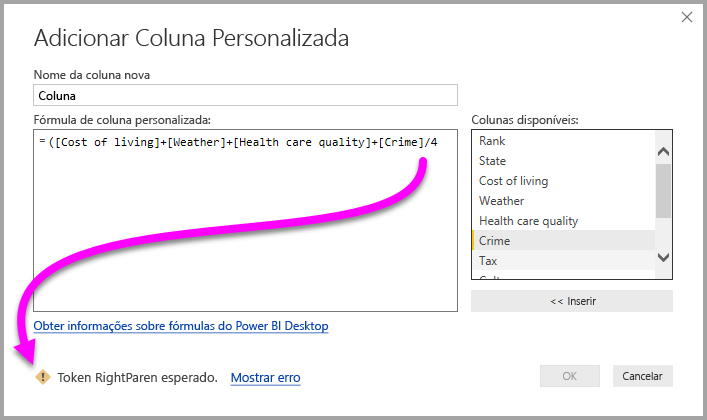 Adicionar Coluna Personalizada
Nome da coluna nova
Coluna
Fórmula de coluna personalizada:
= ([Cost of living]+[Weather]+[Health care quality]+[Crime]/4
Colunas disponíveis:
Rank
State
Cost of living
Weather
Health care quality
Crime
Tax
<< Inserir
Obter informações sobre fórmulas do Power BI Desktop
Token RightParen esperado. Mostrar erro
OK
Cancelar